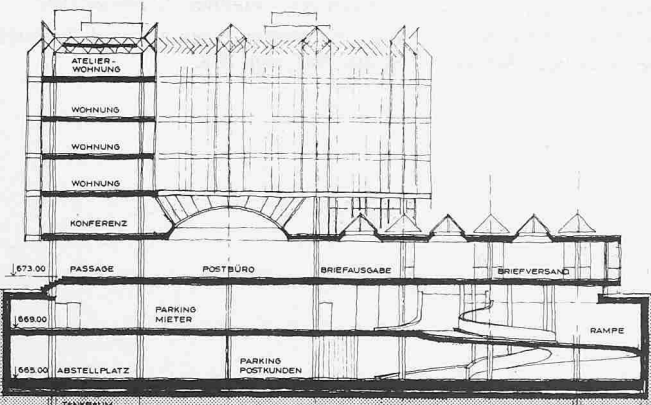 ATELIER-
WOHNUNG
WOHNUNG
WOHNUNG
WOHNUNG
KONFERENZ
673.00 PASSAGE POSTBÜRO BRIEFAUSGABE BRIEFVERSAND
PARKING
MIETER
669.00
RAMPE
PARKING
665.00 ABSTELLPLATZ POSTKUNDEN
TANKRAUM